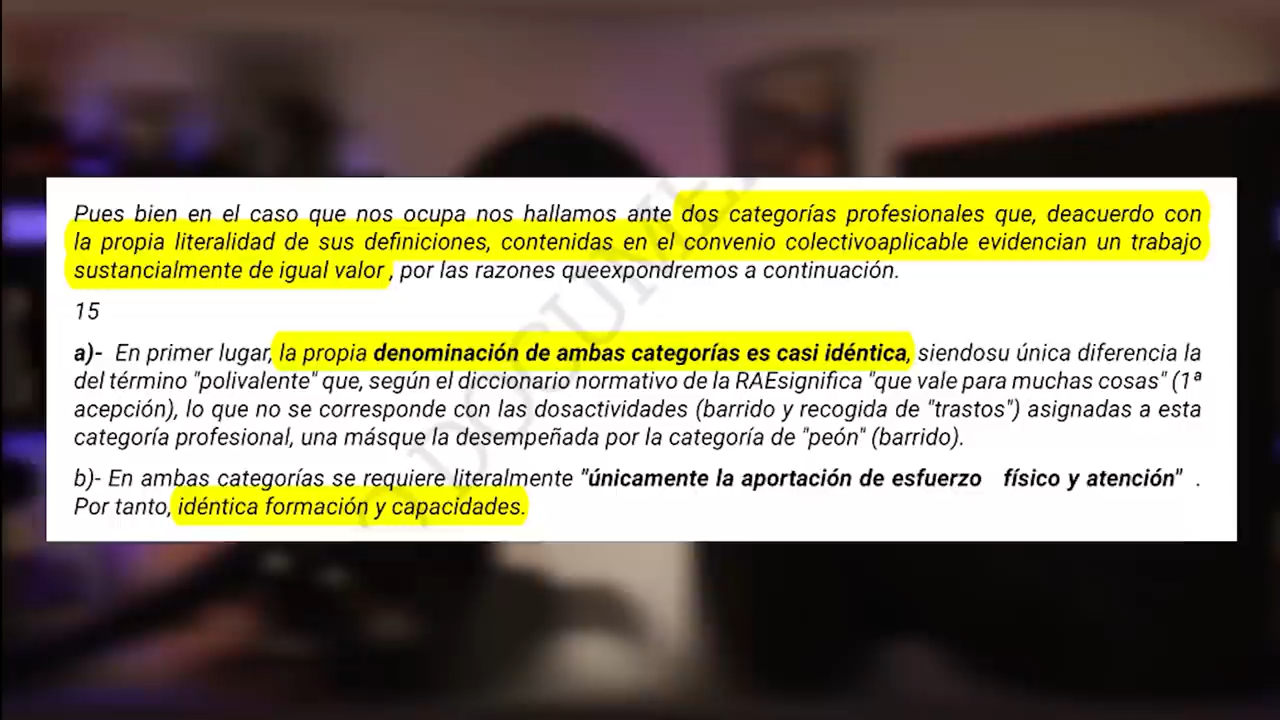 Pues bien en el caso que nos ocupa nos hallamos ante dos categorías profesionales que, deacuerdo con
la propia literalidad de sus definiciones, contenidas en el convenio colectivoaplicable evidencian un trabajo
sustancialmente de igual valor , por las razones queexpondremos a continuación.
15
a)- En primer lugar, la propia denominación de ambas categorías es casi idéntica, siendosu única diferencia la
del término "polivalente" que, según el diccionario normativo de la RAEsignifica "que vale para muchas cosas" (1ª
acepción), lo que no se corresponde con las dosactividades (barrido y recogida de "trastos") asignadas a esta
categoría profesional, una másque la desempeñada por la categoría de "peón" (barrido).
b)- En ambas categorías se requiere literalmente "únicamente la aportación de esfuerzo físico y atención" .
Por tanto, idéntica formación y capacidades.